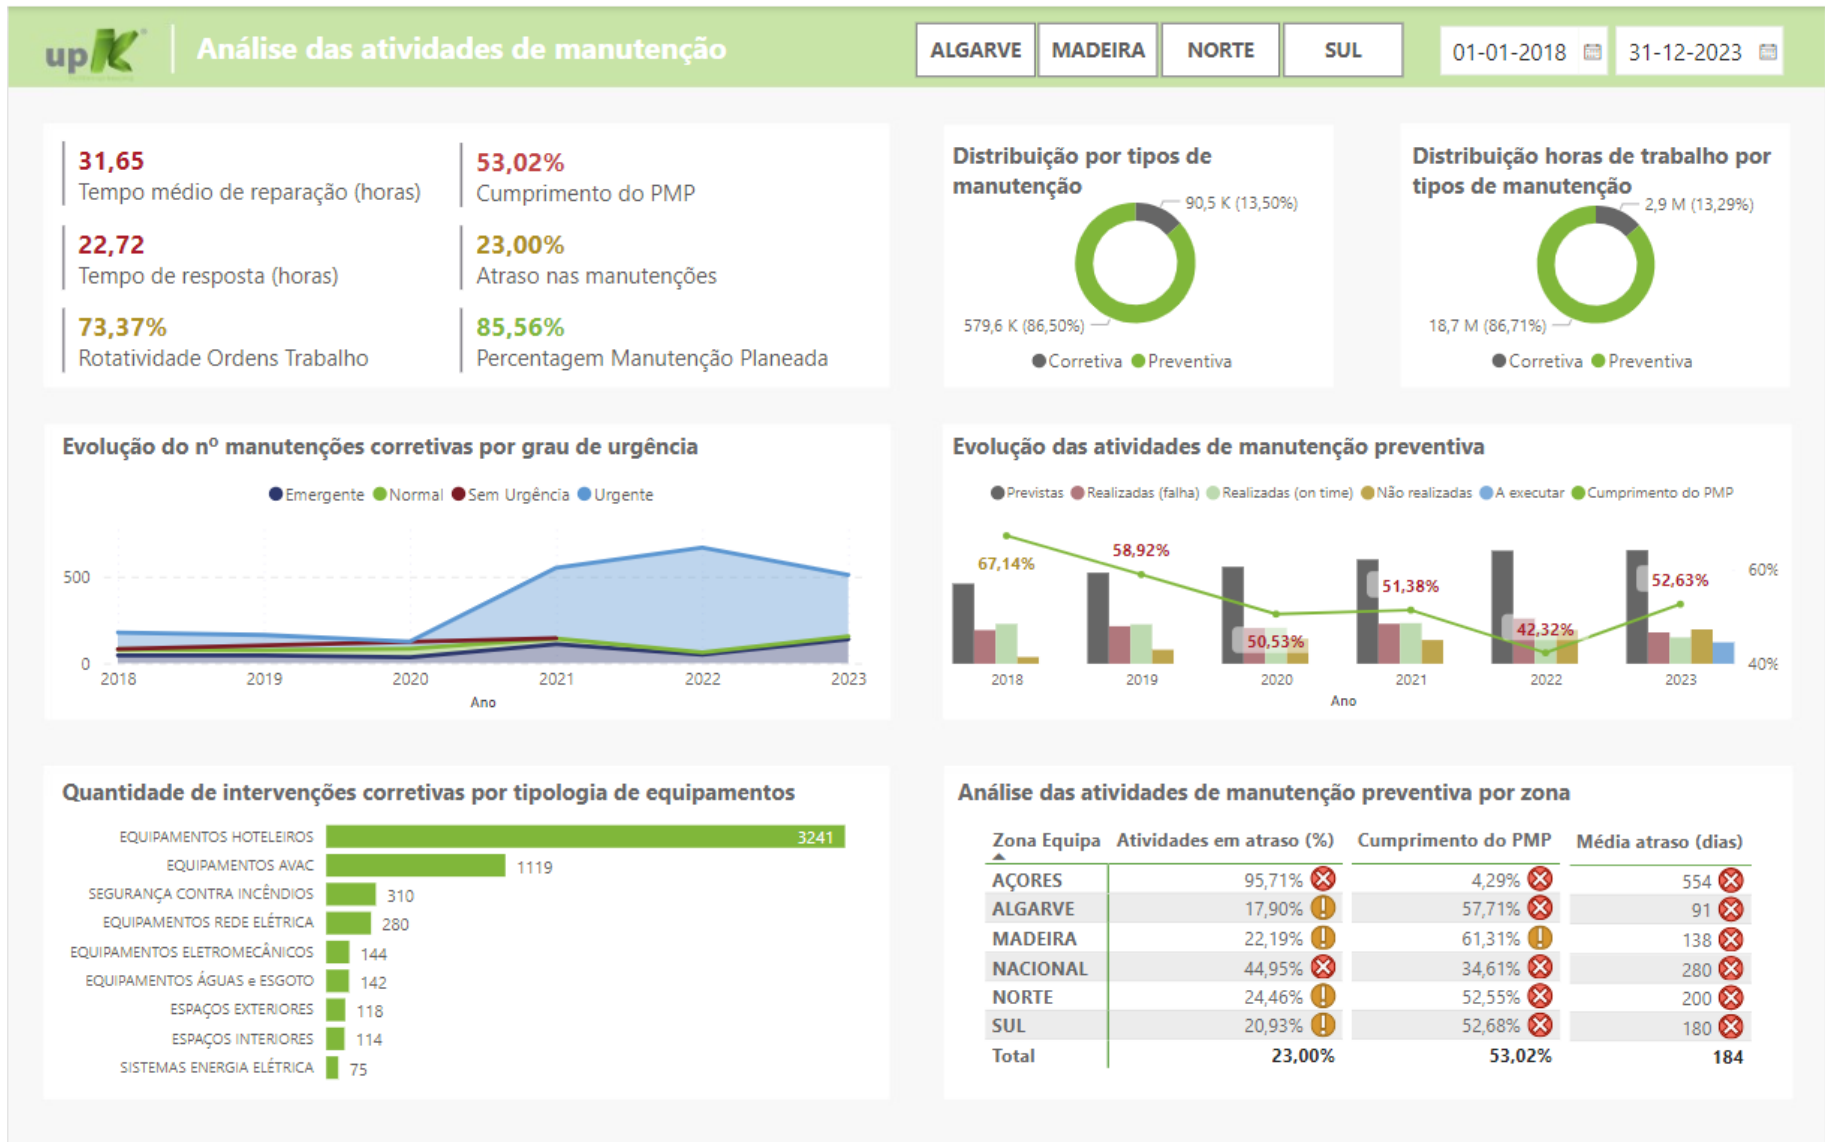 upK
Análise das atividades de manutenção
ALGARVE
MADEIRA
NORTE
SUL
01-01-2018
31-12-2023
31,65
Tempo médio de reparação (horas)
53,02%
Cumprimento do PMP
22,72
Tempo de resposta (horas)
23,00%
Atraso nas manutenções
73,37%
Rotatividade Ordens Trabalho
85,56%
Percentagem Manutenção Planeada
Distribuição por tipos de
manutenção
90,5 K (13,50%)
579,6 K (86,50%)
Corretiva Preventiva
Distribuição horas de trabalho por
tipos de manutenção
2,9 M (13,29%)
18,7 M (86,71%)
Corretiva Preventiva
Evolução do nº manutenções corretivas por grau de urgência
Emergente Normal Sem Urgência Urgente
500
0
2018 2019 2020 2021 2022 2023
Ano
Evolução das atividades de manutenção preventiva
Previstas Realizadas (falha) Realizadas (on time) Não realizadas A executar Cumprimento do PMP
67,14%
58,92%
50,53%
51,38%
42,32%
52,63%
60%
40%
2018 2019 2020 2021 2022 2023
Ano
Quantidade de intervenções corretivas por tipologia de equipamentos
EQUIPAMENTOS HOTELEIROS 3241
EQUIPAMENTOS AVAC 1119
SEGURANÇA CONTRA INCÊNDIOS 310
EQUIPAMENTOS REDE ELÉTRICA 280
EQUIPAMENTOS ELETROMECÂNICOS 144
EQUIPAMENTOS ÁGUAS e ESGOTO 142
ESPAÇOS EXTERIORES 118
ESPAÇOS INTERIORES 114
SISTEMAS ENERGIA ELÉTRICA 75
Análise das atividades de manutenção preventiva por zona
Zona Equipa Atividades em atraso (%) Cumprimento do PMP Média atraso (dias)
AÇORES 95,71% 4,29% 554
ALGARVE 17,90% 57,71% 91
MADEIRA 22,19% 61,31% 138
NACIONAL 44,95% 34,61% 280
NORTE 24,46% 52,55% 200
SUL 20,93% 52,68% 180
Total 23,00% 53,02% 184